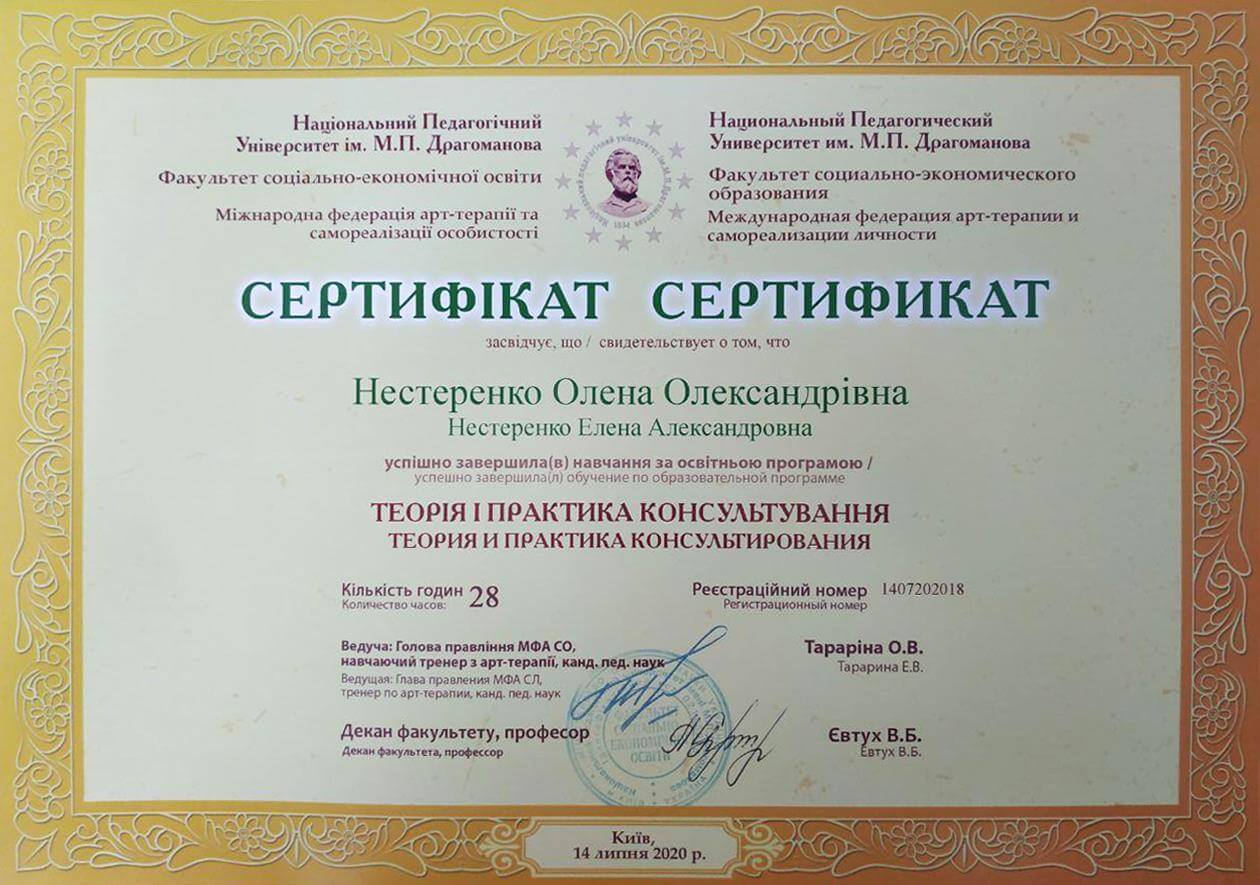 Національний Педагогічний
Університет ім. М.П. Драгоманова
Факультет соціально-економічної освіти
Міжнародна федерація арт-терапії та
самореалізації особистості
Национальный Педагогический
Университет им. М.П. Драгоманова
Факультет социально-экономического
образования
Международная федерация арт-терапии и
самореализации личности
1834
СЕРТИФІКАТ СЕРТИФИКАТ
засвідчує, що / свидетельствует о том, что
Нестеренко Олена Олександрівна
Нестеренко Елена Александровна
успішно завершила(в) навчання за освітньою програмою /
успешно завершила(л) обучение по образовательной программе
ТЕОРІЯ І ПРАКТИКА КОНСУЛЬТУВАННЯ
ТЕОРИЯ И ПРАКТИКА КОНСУЛЬТИРОВАНИЯ
Кількість годин 28
Количество часов:
Реєстраційний номер 1407202018
Регистрационный номер
Ведуча: Голова правління МФА СО,
навчаючий тренер з арт-терапії, канд. пед. наук
Ведущая: Глава правления МФА СЛ,
тренер по арт-терапии, канд. пед. наук
Тараріна О.В.
Тарарина Е.В.
Декан факультету, професор
Декан факультета, профессор
Євтух В.Б.
Евтух В.Б.
Київ,
14 липня 2020 р.